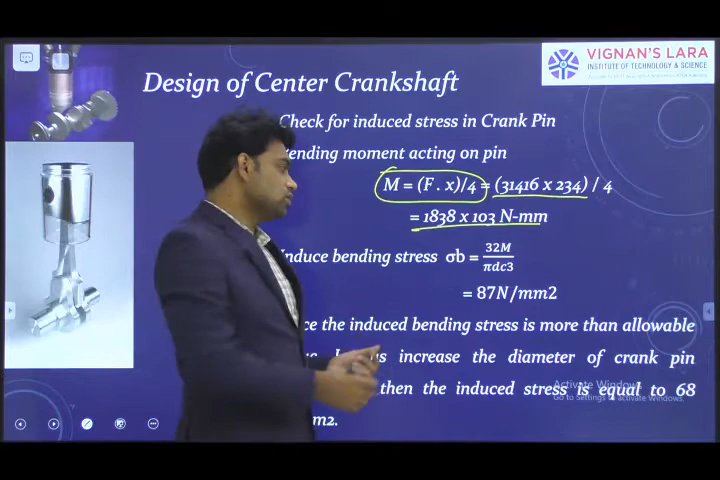 VIGNAN'S LARA
INSTITUTE OF TECHNOLOGY & SCIENCE
Design of Center Crankshaft
Check for induced stress in Crank Pin
ending moment acting on pin
M = (F . x)/4 = (31416 x 234) / 4
= 1838 x 103 N-mm
Induce bending stress σb = 32M / πdc3
= 87N/mm2
ce the induced bending stress is more than allowable
us increase the diameter of crank pin
then the induced stress is equal to 68
m2.
Activate Windows
Go to Settings to activate Windows.